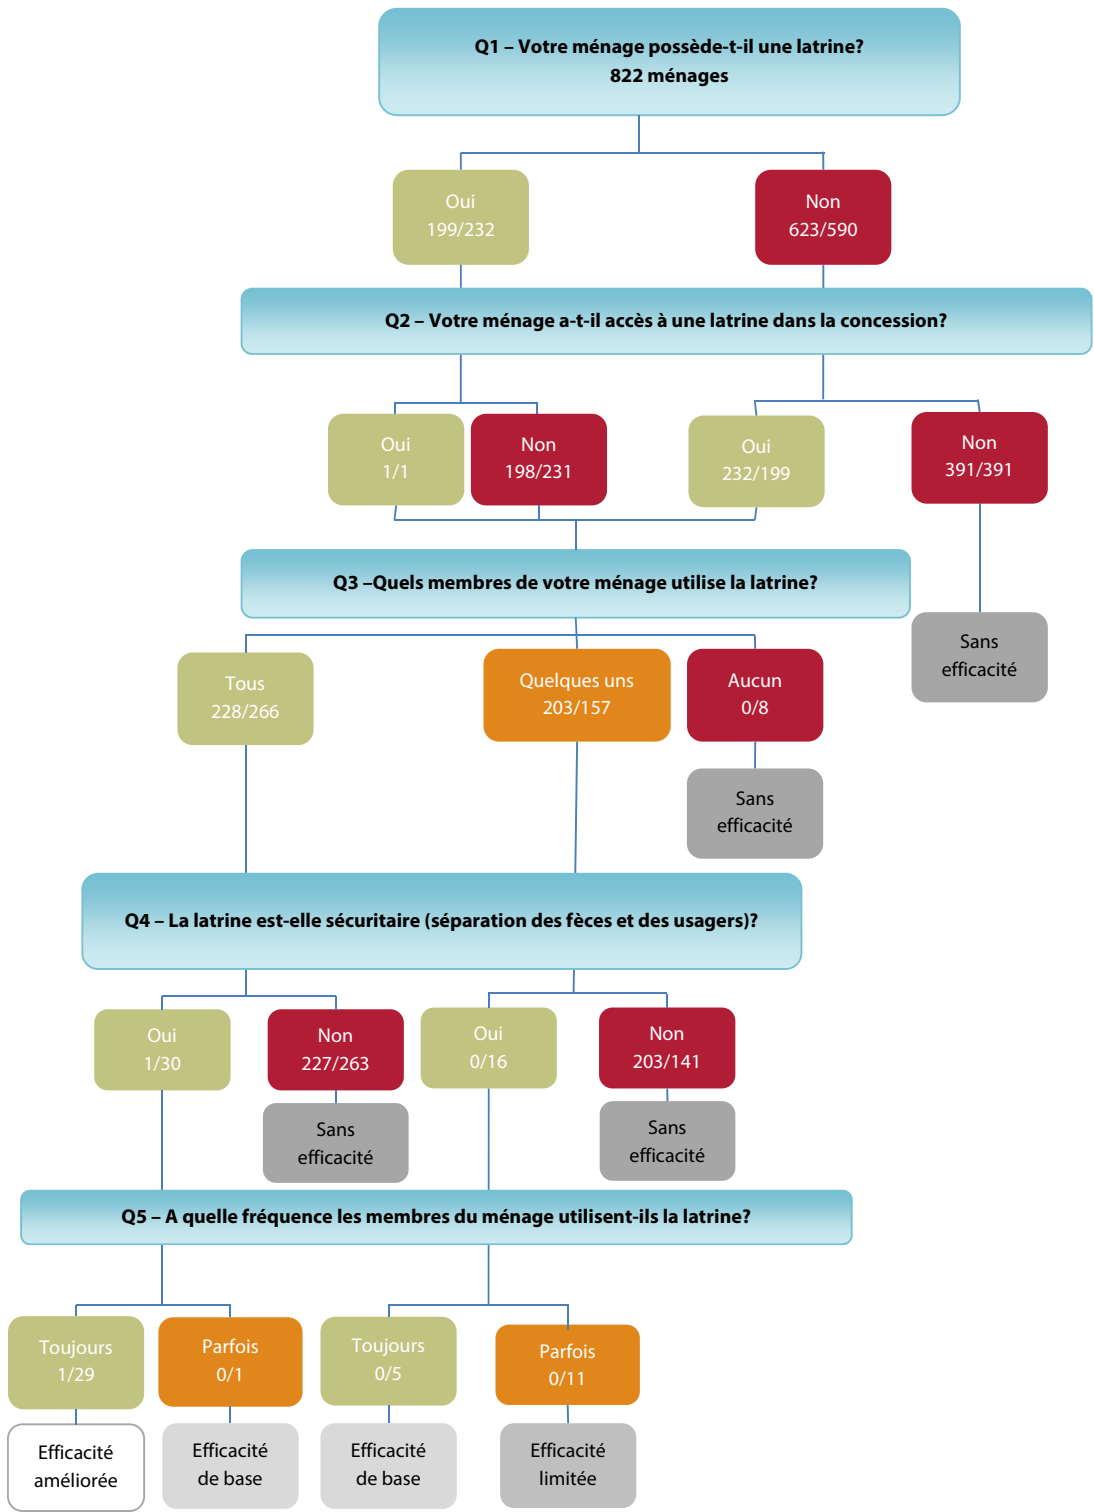 Q1 – Votre ménage possède-t-il une latrine?
822 ménages
Oui
199/232
Non
623/590
Q2 – Votre ménage a-t-il accès à une latrine dans la concession?
Oui
1/1
Non
198/231
Oui
232/199
Non
391/391
Q3 –Quels membres de votre ménage utilise la latrine?
Sans
efficacité
Tous
228/266
Quelques uns
203/157
Aucun
0/8
Sans
efficacité
Q4 – La latrine est-elle sécuritaire (séparation des fèces et des usagers)?
Oui
1/30
Non
227/263
Oui
0/16
Non
203/141
Sans
efficacité
Sans
efficacité
Q5 – A quelle fréquence les membres du ménage utilisent-ils la latrine?
Toujours
1/29
Parfois
0/1
Toujours
0/5
Parfois
0/11
Efficacité
améliorée
Efficacité
de base
Efficacité
de base
Efficacité
limitée